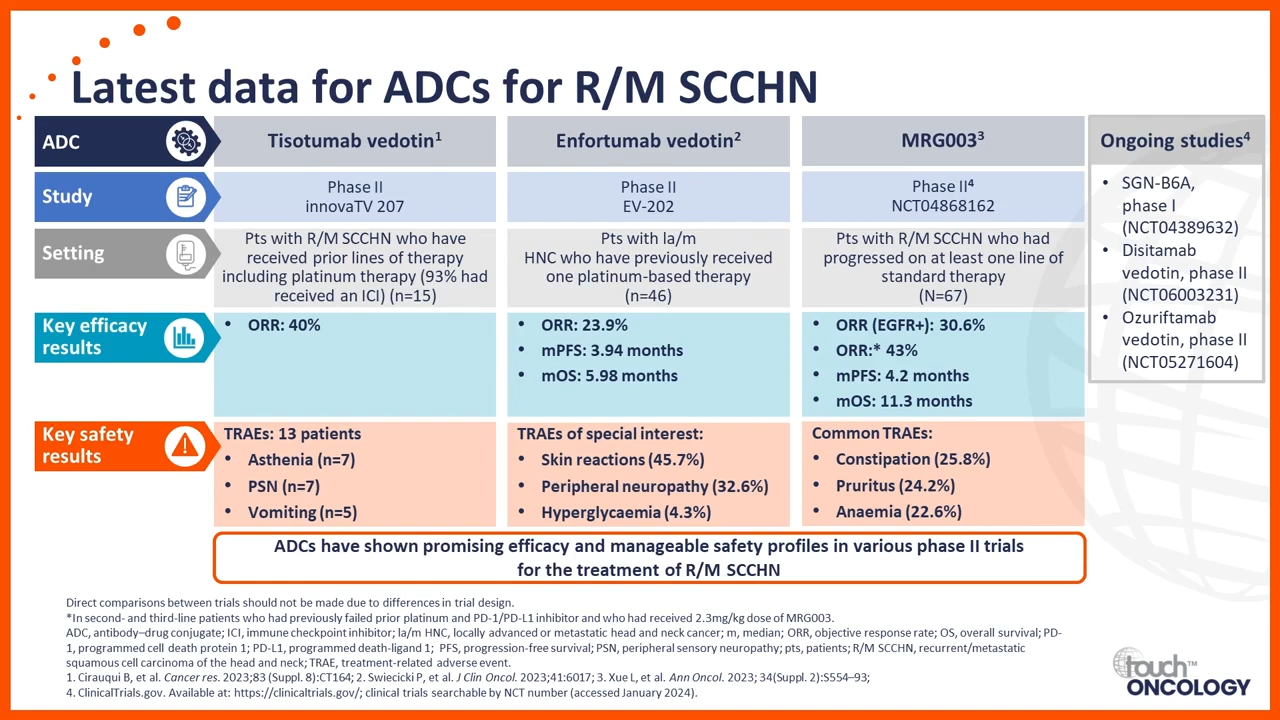 Latest data for ADCs for R/M SCCHN
ADC
Tisotumab vedotin¹
Enfortumab vedotin²
MRG003³
Ongoing studies⁴
Study
Phase II
innovaTV 207
Phase II
EV-202
Phase II⁴
NCT04868162
Setting
Pts with R/M SCCHN who have
received prior lines of therapy
including platinum therapy (93% had
received an ICI) (n=15)
Pts with la/m
HNC who have previously received
one platinum-based therapy
(n=46)
Pts with R/M SCCHN who had
progressed on at least one line of
standard therapy
(N=67)
• SGN-B6A,
phase I
(NCT04389632)
• Disitamab
vedotin, phase II
(NCT06003231)
• Ozuriftamab
vedotin, phase II
(NCT05271604)
Key efficacy
results
• ORR: 40%
• ORR: 23.9%
• mPFS: 3.94 months
• mOS: 5.98 months
• ORR (EGFR+): 30.6%
• ORR:* 43%
• mPFS: 4.2 months
• mOS: 11.3 months
Key safety
results
TRAEs: 13 patients
• Asthenia (n=7)
• PSN (n=7)
• Vomiting (n=5)
TRAEs of special interest:
• Skin reactions (45.7%)
• Peripheral neuropathy (32.6%)
• Hyperglycaemia (4.3%)
Common TRAEs:
• Constipation (25.8%)
• Pruritus (24.2%)
• Anaemia (22.6%)
ADCs have shown promising efficacy and manageable safety profiles in various phase II trials
for the treatment of R/M SCCHN
Direct comparisons between trials should not be made due to differences in trial design.
*In second- and third-line patients who had previously failed prior platinum and PD-1/PD-L1 inhibitor and who had received 2.3mg/kg dose of MRG003.
ADC, antibody–drug conjugate; ICI, immune checkpoint inhibitor; la/m HNC, locally advanced or metastatic head and neck cancer; m, median; ORR, objective response rate; OS, overall survival; PD-
1, programmed cell death protein 1; PD-L1, programmed death-ligand 1; PFS, progression-free survival; PSN, peripheral sensory neuropathy; pts, patients; R/M SCCHN, recurrent/metastatic
squamous cell carcinoma of the head and neck; TRAE, treatment-related adverse event.
1. Cirauqui B, et al. Cancer res. 2023;83 (Suppl. 8):CT164; 2. Swiecicki P, et al. J Clin Oncol. 2023;41:6017; 3. Xue L, et al. Ann Oncol. 2023; 34(Suppl. 2):S554–93;
4. ClinicalTrials.gov. Available at: https://clinicaltrials.gov/; clinical trials searchable by NCT number (accessed January 2024).
touch™
ONCOLOGY